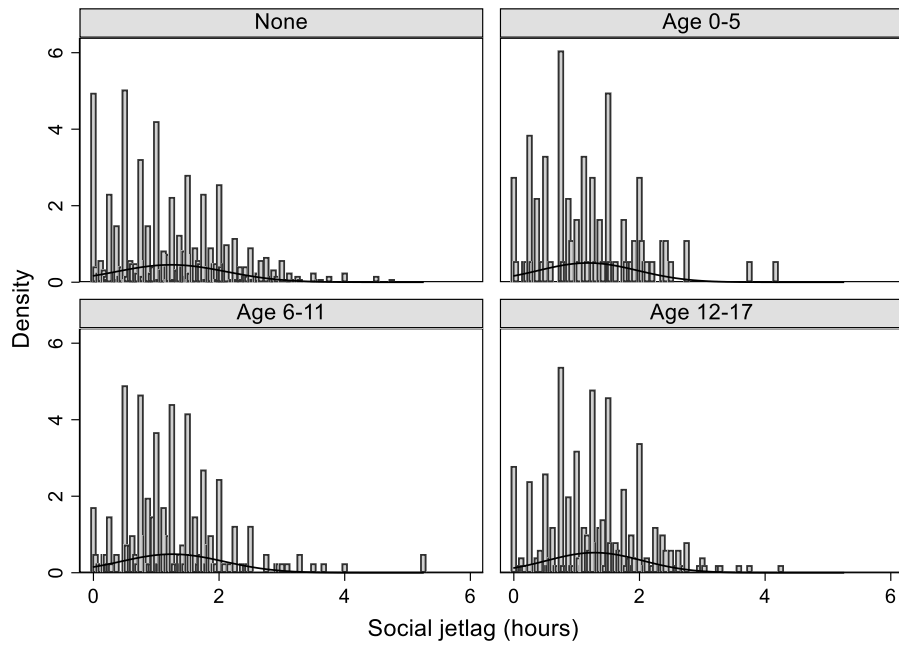 None
Age 0-5
6
4
2
0
Age 6-11
Age 12-17
6
4
2
0
Density
0 2 4 6
0 2 4 6
Social jetlag (hours)